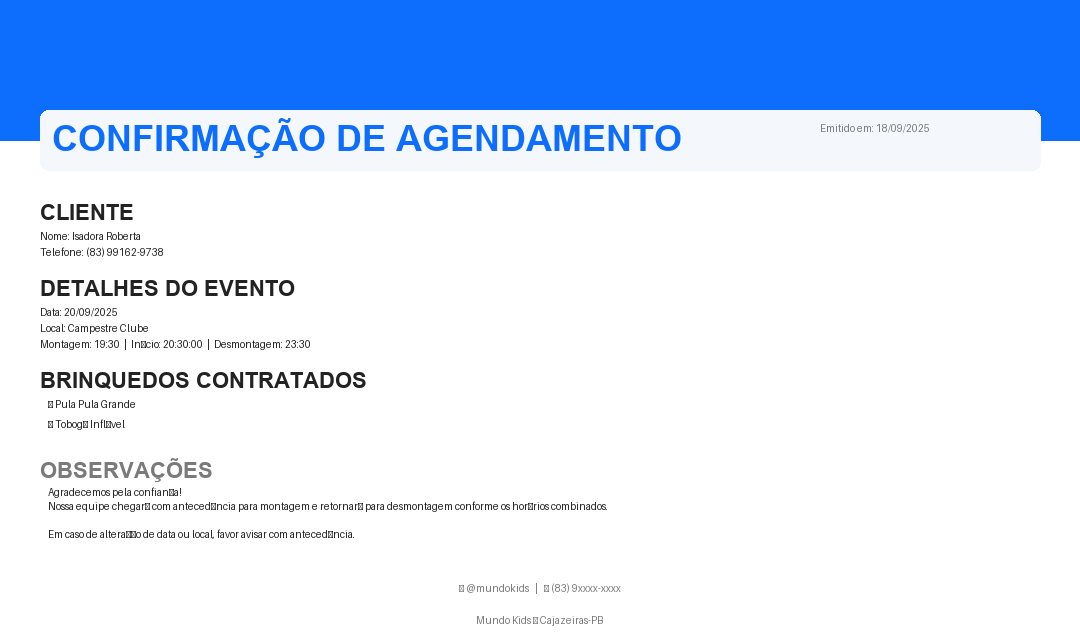 CONFIRMAÇÃO DE AGENDAMENTO
Emitido em: 18/09/2025
CLIENTE
Nome: Isadora Roberta
Telefone: (83) 99162-9738
DETALHES DO EVENTO
Data: 20/09/2025
Local: Campestre Clube
Montagem: 19:30 | In☒cio: 20:30:00 | Desmontagem: 23:30
BRINQUEDOS CONTRATADOS
☒ Pula Pula Grande
☒ Tobog☒ Infl☒vel
OBSERVAÇÕES
Agradecemos pela confian☒a!
Nossa equipe chegar☒ com anteced☒ncia para montagem e retornar☒ para desmontagem conforme os hor☒rios combinados.
Em caso de altera☒☒o de data ou local, favor avisar com anteced☒ncia.
☒ @mundokids | ☒ (83) 9xxxx-xxxx
Mundo Kids ☒ Cajazeiras-PB